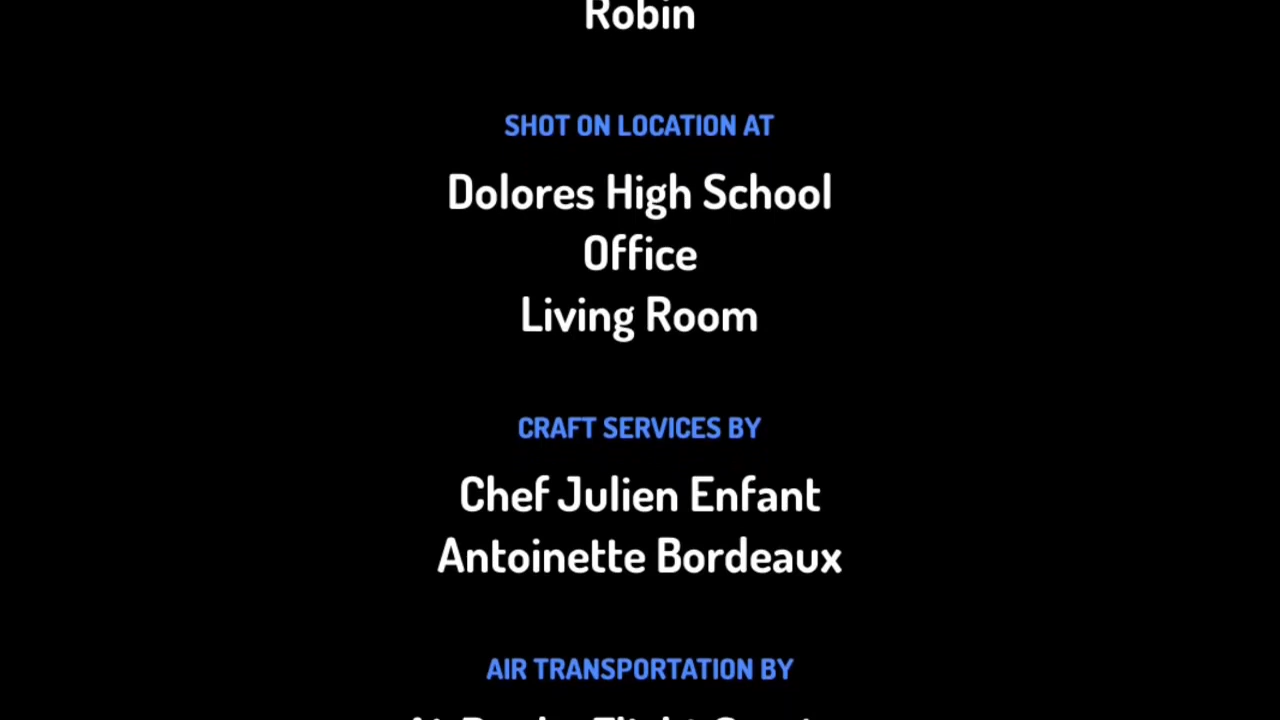 Robin
SHOT ON LOCATION AT
Dolores High School
Office
Living Room
CRAFT SERVICES BY
Chef Julien Enfant
Antoinette Bordeaux
AIR TRANSPORTATION BY